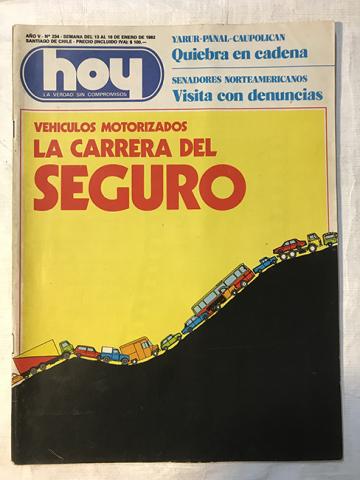 AÑO V - Nº 234 - SEMANA DEL 13 AL 19 DE ENERO DE 1982
SANTIAGO DE CHILE - PRECIO (INCLUIDO IVA) $ 100.—
hoy
LA VERDAD SIN COMPROMISOS
YARUR-PANAL-CAUPOLICAN
Quiebra en cadena
SENADORES NORTEAMERICANOS
Visita con denuncias
VEHICULOS MOTORIZADOS
LA CARRERA DEL
SEGURO